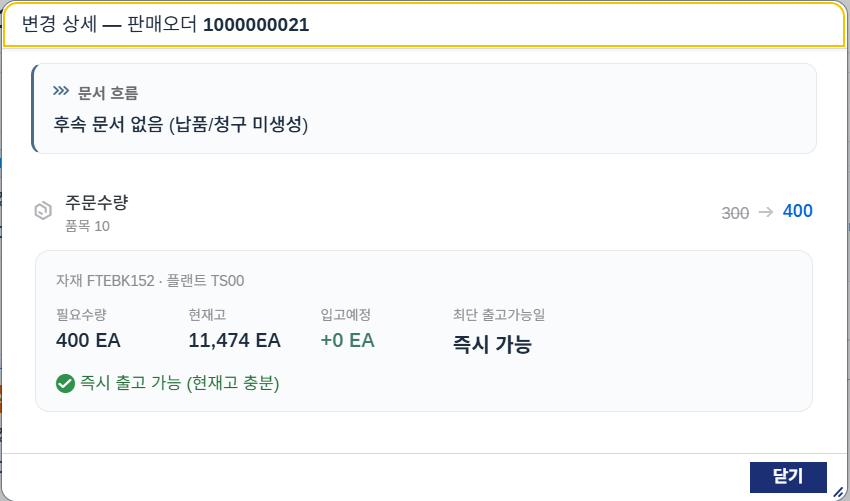 변경 상세 — 판매오더 1000000021
문서 흐름
후속 문서 없음 (납품/청구 미생성)
주문수량
품목 10
300 → 400
자재 FTEBK152 · 플랜트 TS00
필요수량 현재고 입고예정 최단 출고가능일
400 EA 11,474 EA +0 EA 즉시 가능
즉시 출고 가능 (현재고 충분)
닫기